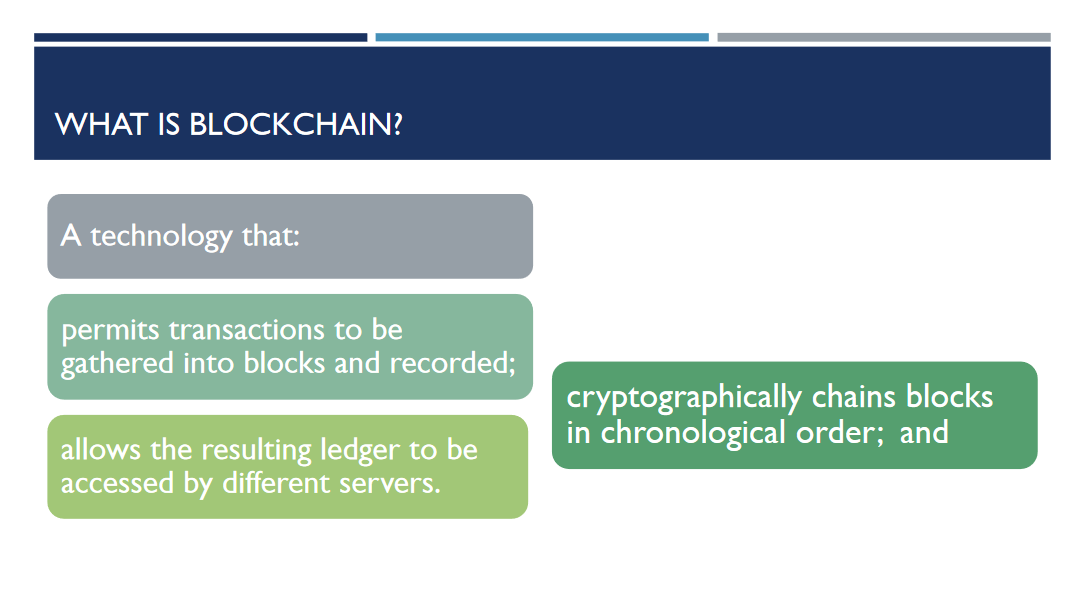 WHAT IS BLOCKCHAIN?
A technology that:
permits transactions to be
gathered into blocks and recorded;
cryptographically chains blocks
in chronological order; and
allows the resulting ledger to be
accessed by different servers.